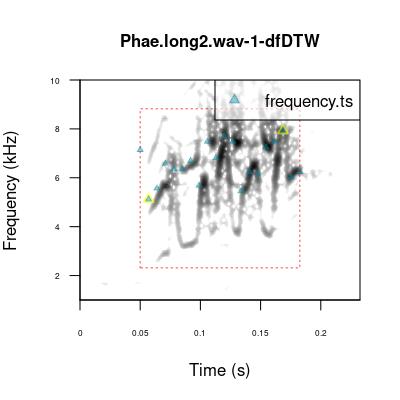 Phae.long2.wav-1-dfDTW
frequency.ts
Frequency (kHz)
10
8
6
4
2
0
0.05
0.1
0.15
0.2
Time (s)